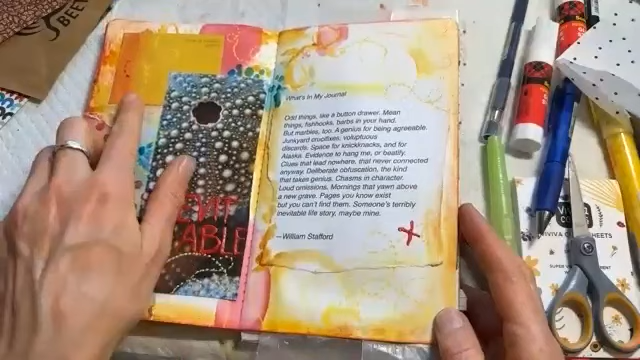 What's In My Journal
Odd things, like a button drawer. Mean
things, fishhooks, barbs in your hand.
But marbles, too. A genius for being agreeable.
Junkyard crucifixes, voluptuous
discards. Space for knickknacks, and for
Alaska. Evidence to hang me, or beatify.
Clues that lead nowhere, that never connected
anyway. Deliberate obfuscation, the kind
that takes genius. Chasms in character.
Loud omissions. Mornings that yawn above
a new grave. Pages you know exist
but you can't find them. Someone's terribly
inevitable life story, maybe mine.
—William Stafford
ABLE